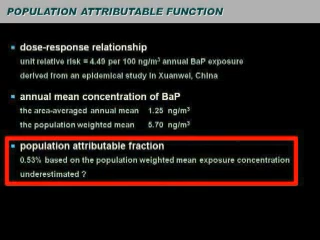 POPULATION ATTRIBUTABLE FUNCTION
dose-response relationship
unit relative risk = 4.49 per 100 ng/m³ annual BaP exposure
derived from an epidemical study in Xuanwei, China
annual mean concentration of BaP
the area-averaged annual mean 1.25 ng/m³
the population weighted mean 5.70 ng/m³
population attributable fraction
0.53% based on the population weighted mean exposure concentration
underestimated ?